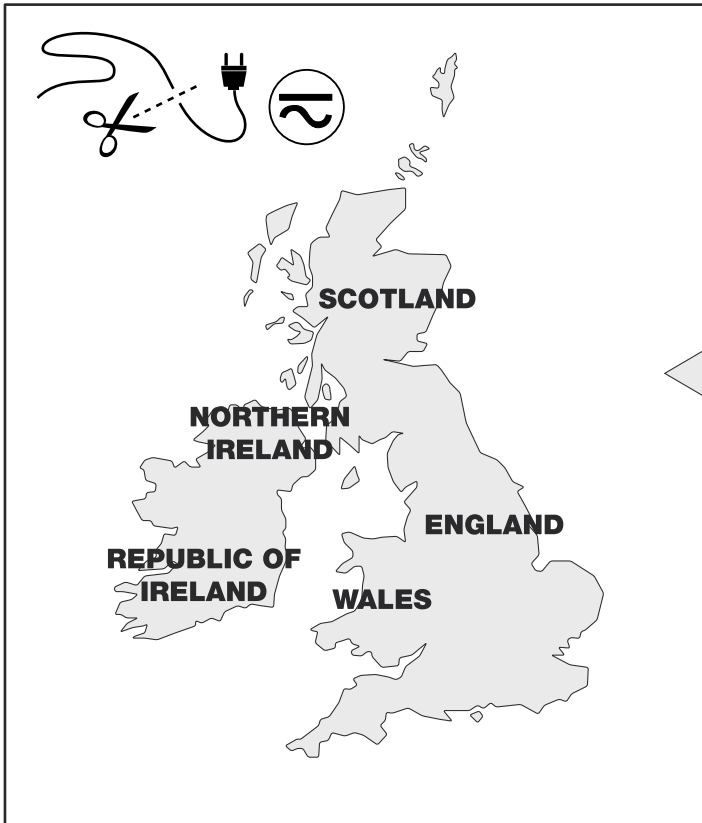 SCOTLAND
NORTHERN
IRELAND
ENGLAND
REPUBLIC OF
IRELAND
WALES